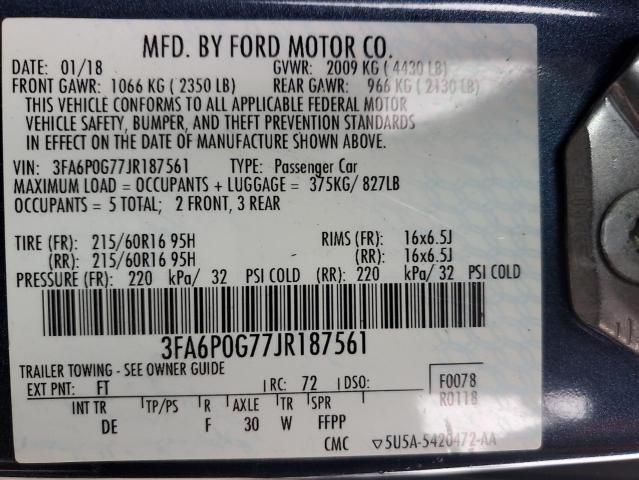 MFD. BY FORD MOTOR CO.
DATE: 01/18 GVWR: 2009 KG ( 4430 LB)
FRONT GAWR: 1066 KG ( 2350 LB) REAR GAWR: 966 KG ( 2130 LB)
THIS VEHICLE CONFORMS TO ALL APPLICABLE FEDERAL MOTOR
VEHICLE SAFETY, BUMPER, AND THEFT PREVENTION STANDARDS
IN EFFECT ON THE DATE OF MANUFACTURE SHOWN ABOVE.
VIN: 3FA6P0G77JR187561 TYPE: Passenger Car
MAXIMUM LOAD = OCCUPANTS + LUGGAGE = 375KG/ 827LB
OCCUPANTS = 5 TOTAL; 2 FRONT, 3 REAR
TIRE (FR): 215/60R16 95H RIMS (FR): 16x6.5J
(RR): 215/60R16 95H (RR): 16x6.5J
PRESSURE (FR): 220 kPa/ 32 PSI COLD (RR): 220 kPa/ 32 PSI COLD
3FA6P0G77JR187561
TRAILER TOWING - SEE OWNER GUIDE
EXT PNT: FT RC: 72 DSO: F0078
R0118
INT TR TP/PS R AXLE TR SPR
DE F 30 W FFPP
CMC ▽5U5A-5420472-AA